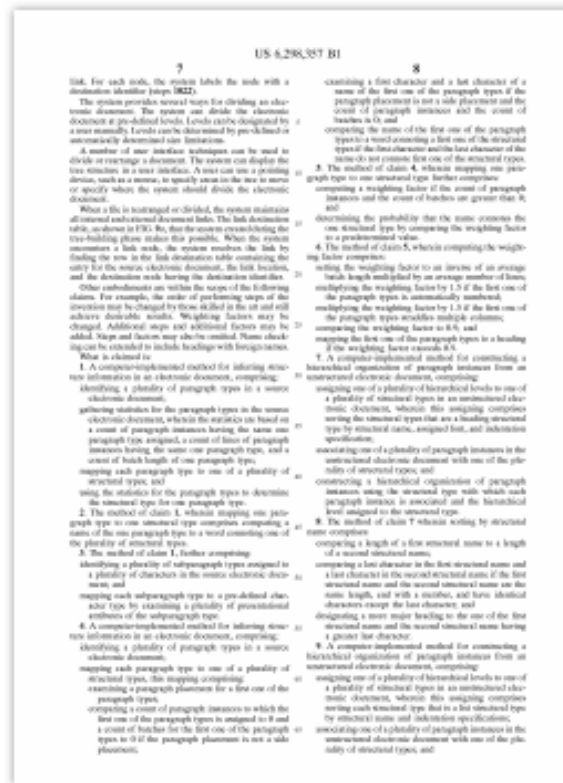 US 6,298,357 B1
7
link. For each node, the system labels the node with a
destination identifier (steps 1022).
The system provides several ways for dividing an elec-
tronic document. The system can divide the electronic
document at pre-defined levels. Levels can be designated by
a user manually. Levels can be determined by pre-defined or
automatically determined size limitations.
A number of user interface techniques can be used to
divide or rearrange a document. The system can display the
tree structure in a user interface. A user can use a pointing
device, such as a mouse, to specify areas in the tree to move
or specify where the system should divide the electronic
document.
When a file is rearranged or divided, the system maintains
all internal and external document links. The link destination
table, as shown in FIG. 9a, that the system created during the
tree-building phase makes this possible. When the system
encounters a link node, the system resolves the link by
finding the row in the link destination table containing the
entry for the source electronic document, the link location,
and the destination node having the destination identifier.
Other embodiments are within the scope of the following
claims. For example, the order of performing steps of the
invention may be changed by those skilled in the art and still
achieve desirable results. Weighting factors may be
changed. Additional steps and additional factors may be
added. Steps and factors may also be omitted. Name check-
ing can be extended to include headings with foreign names.
What is claimed is:
1. A computer-implemented method for inferring struc-
ture information in an electronic document, comprising:
identifying a plurality of paragraph types in a source
electronic document;
gathering statistics for the paragraph types in the source
electronic document, wherein the statistics are based on
a count of paragraph instances having the same one
paragraph type assigned, a count of lines of paragraph
instances having the same one paragraph type, and a
count of batch length of one paragraph type;
mapping each paragraph type to one of a plurality of
structural types; and
using the statistics for the paragraph types to determine
the structural type for one paragraph type.
2. The method of claim 1, wherein mapping one para-
graph type to one structural type comprises computing a
name of the one paragraph type to a word connoting one of
the plurality of structural types.
3. The method of claim 1, further comprising:
identifying a plurality of subparagraph types assigned to
a plurality of characters in the source electronic docu-
ment; and
mapping each subparagraph type to a pre-defined char-
acter type by examining a plurality of presentational
attributes of the subparagraph type.
4. A computer-implemented method for inferring struc-
ture information in an electronic document, comprising:
identifying a plurality of paragraph types in a source
electronic document;
mapping each paragraph type to one of a plurality of
structural types, this mapping comprising:
examining a paragraph placement for a first one of the
paragraph types;
comparing a count of paragraph instances to which the
first one of the paragraph types is assigned to 0 and
a count of batches for the first one of the paragraph
types to 0 if the paragraph placement is not a side
placement;
8
examining a first character and a last character of a
name of the first one of the paragraph types if the
paragraph placement is not a side placement and the
count of paragraph instances and the count of
batches is 0; and
comparing the name of the first one of the paragraph
types to a word connoting a first one of the structural
types if the first character and the last character of the
name do not connote first one of the structural types.
5. The method of claim 4, wherein mapping one para-
graph type to one structural type further comprises:
computing a weighting factor if the count of paragraph
instances and the count of batches are greater than 0;
and
determining the probability that the name connotes the
one structural type by comparing the weighting factor
to a predetermined value.
6. The method of claim 5, wherein computing the weight-
ing factor comprises:
setting the weighting factor to an inverse of an average
batch length multiplied by an average number of lines;
multiplying the weighting factor by 1.5 if the first one of
the paragraph types is automatically numbered;
multiplying the weighting factor by 1.5 if the first one of
the paragraph types straddles multiple columns;
comparing the weighting factor to 0.9; and
mapping the first one of the paragraph types to a heading
if the weighting factor exceeds 0.9.
7. A computer-implemented method for constructing a
hierarchical organization of paragraph instances from an
unstructured electronic document, comprising:
assigning one of a plurality of hierarchical levels to one of
a plurality of structural types in an unstructured elec-
tronic document, wherein this assigning comprises
sorting the structural types that are a heading structural
type by structural name, assigned font, and indentation
specification;
associating one of a plurality of paragraph instances in the
unstructured electronic document with one of the plu-
rality of structural types; and
constructing a hierarchical organization of paragraph
instances using the structural type with which each
paragraph instance is associated and the hierarchical
level assigned to the structural type.
8. The method of claim 7 wherein sorting by structural
name comprises:
comparing a length of a first structural name to a length
of a second structural name;
comparing a last character in the first structural name and
a last character in the second structural name if the first
structural name and the second structural name are the
same length, end with a number, and have identical
characters except the last character; and
designating a more major heading to the one of the first
structural name and the second structural name having
a greater last character.
9. A computer-implemented method for constructing a
hierarchical organization of paragraph instances from an
unstructured electronic document, comprising:
assigning one of a plurality of hierarchical levels to one of
a plurality of structural types in an unstructured elec-
tronic document, wherein this assigning comprises
sorting each structural type that is a list structural type
by structural name and indentation specifications;
associating one of a plurality of paragraph instances in the
unstructured electronic document with one of the plu-
rality of structural types; and